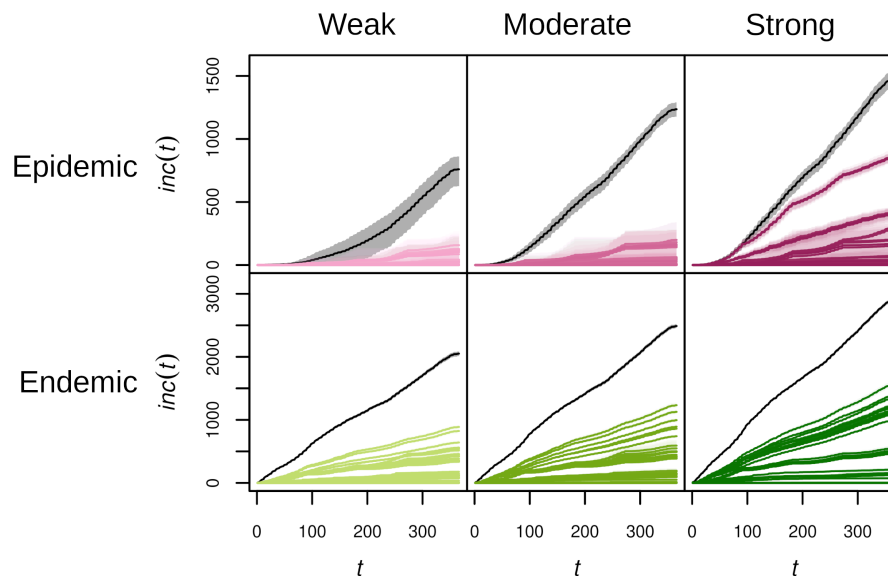 Weak Moderate Strong
Epidemic
inc(t)
1500
1000
500
0
Endemic
inc(t)
3000
2000
1000
0
0 100 200 300 0 100 200 300 0 100 200 300
t t t